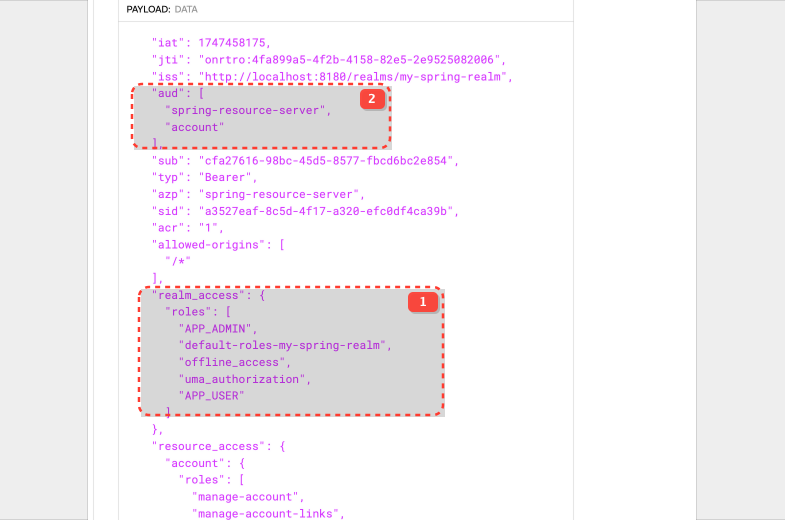 PAYLOAD: DATA
"iat": 1747458175,
"jti": "onrtro:4fa899a5-4f2b-4158-82e5-2e9525082006",
"iss": "http://localhost:8180/realms/my-spring-realm",
"aud": [
2
"spring-resource-server",
"account"
],
"sub": "cfa27616-98bc-45d5-8577-fbcd6bc2e854",
"typ": "Bearer",
"azp": "spring-resource-server",
"sid": "a3527eaf-8c5d-4f17-a320-efc0df4ca39b",
"acr": "1",
"allowed-origins": [
"/*"
],
"realm_access": {
1
"roles": [
"APP_ADMIN",
"default-roles-my-spring-realm",
"offline_access",
"uma_authorization",
"APP_USER"
]
},
"resource_access": {
"account": {
"roles": [
"manage-account",
"manage-account-links",